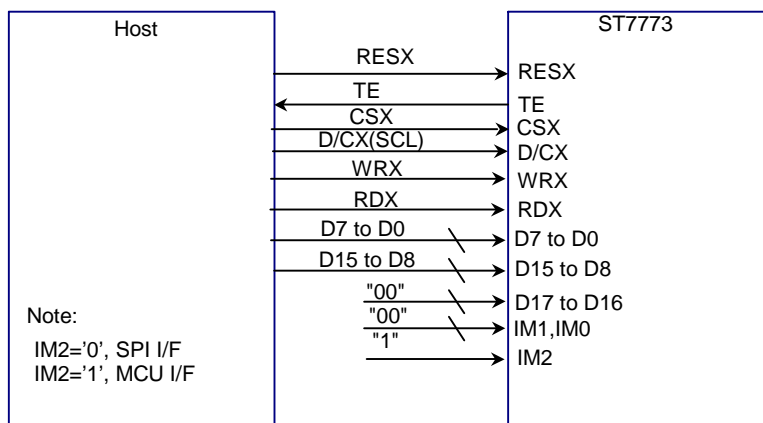 Host
ST7773
RESX
RESX
TE
TE
CSX
CSX
D/CX(SCL)
D/CX
WRX
WRX
RDX
RDX
D7 to D0
D7 to D0
D15 to D8
D15 to D8
"00"
D17 to D16
"00"
IM1,IM0
"1"
IM2
Note:
IM2='0', SPI I/F
IM2='1', MCU I/F